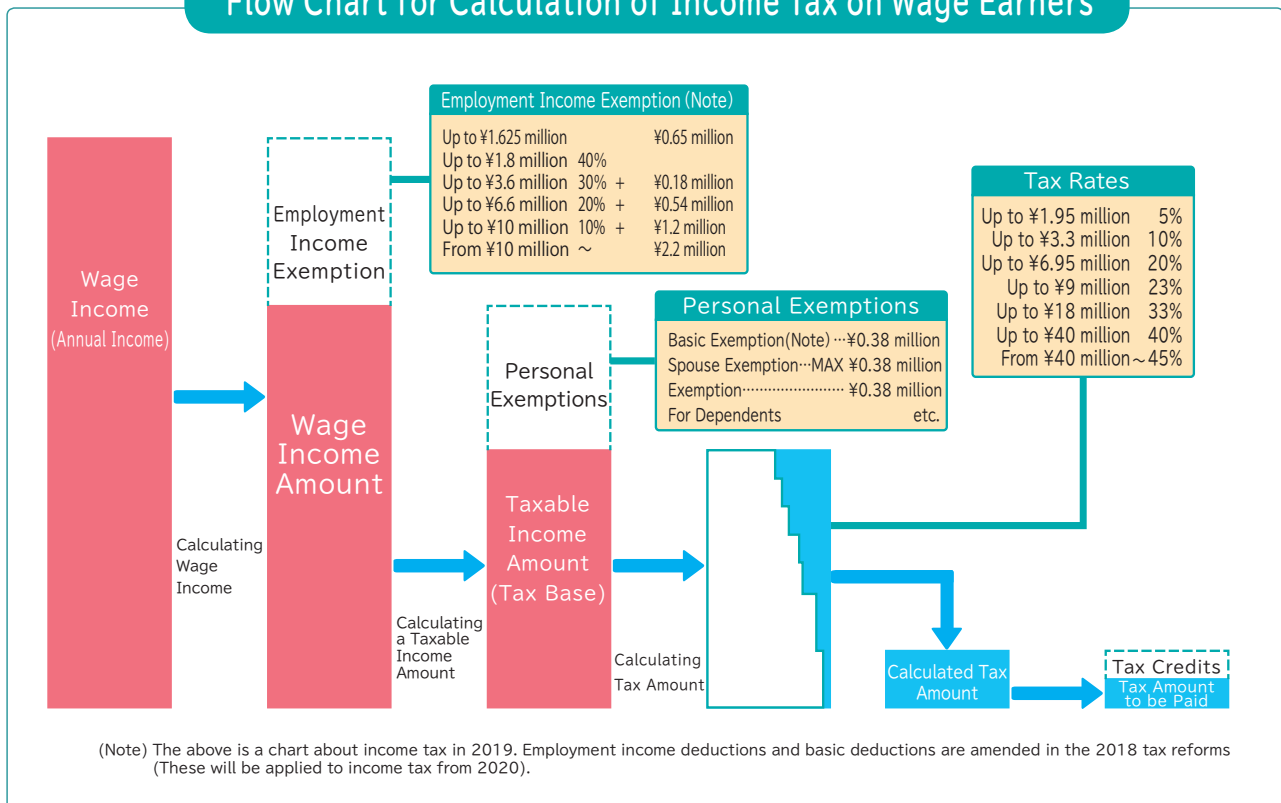 Flow Chart for Calculation of Income Tax on Wage Earners
Wage
Income
(Annual Income)
Calculating
Wage
Income
Employment
Income
Exemption
Wage
Income
Amount
Employment Income Exemption (Note)
Up to ¥1.625 million ¥0.65 million
Up to ¥1.8 million 40%
Up to ¥3.6 million 30% + ¥0.18 million
Up to ¥6.6 million 20% + ¥0.54 million
Up to ¥10 million 10% + ¥1.2 million
From ¥10 million ~ ¥2.2 million
Calculating
a Taxable
Income
Amount
Personal
Exemptions
Taxable
Income
Amount
(Tax Base)
Personal Exemptions
Basic Exemption(Note) …¥0.38 million
Spouse Exemption…MAX ¥0.38 million
Exemption…………………… ¥0.38 million
For Dependents etc.
Calculating
Tax Amount
Tax Rates
Up to ¥1.95 million 5%
Up to ¥3.3 million 10%
Up to ¥6.95 million 20%
Up to ¥9 million 23%
Up to ¥18 million 33%
Up to ¥40 million 40%
From ¥40 million~45%
Calculated Tax
Amount
Tax Credits
Tax Amount
to be Paid
(Note) The above is a chart about income tax in 2019. Employment income deductions and basic deductions are amended in the 2018 tax reforms
(These will be applied to income tax from 2020).